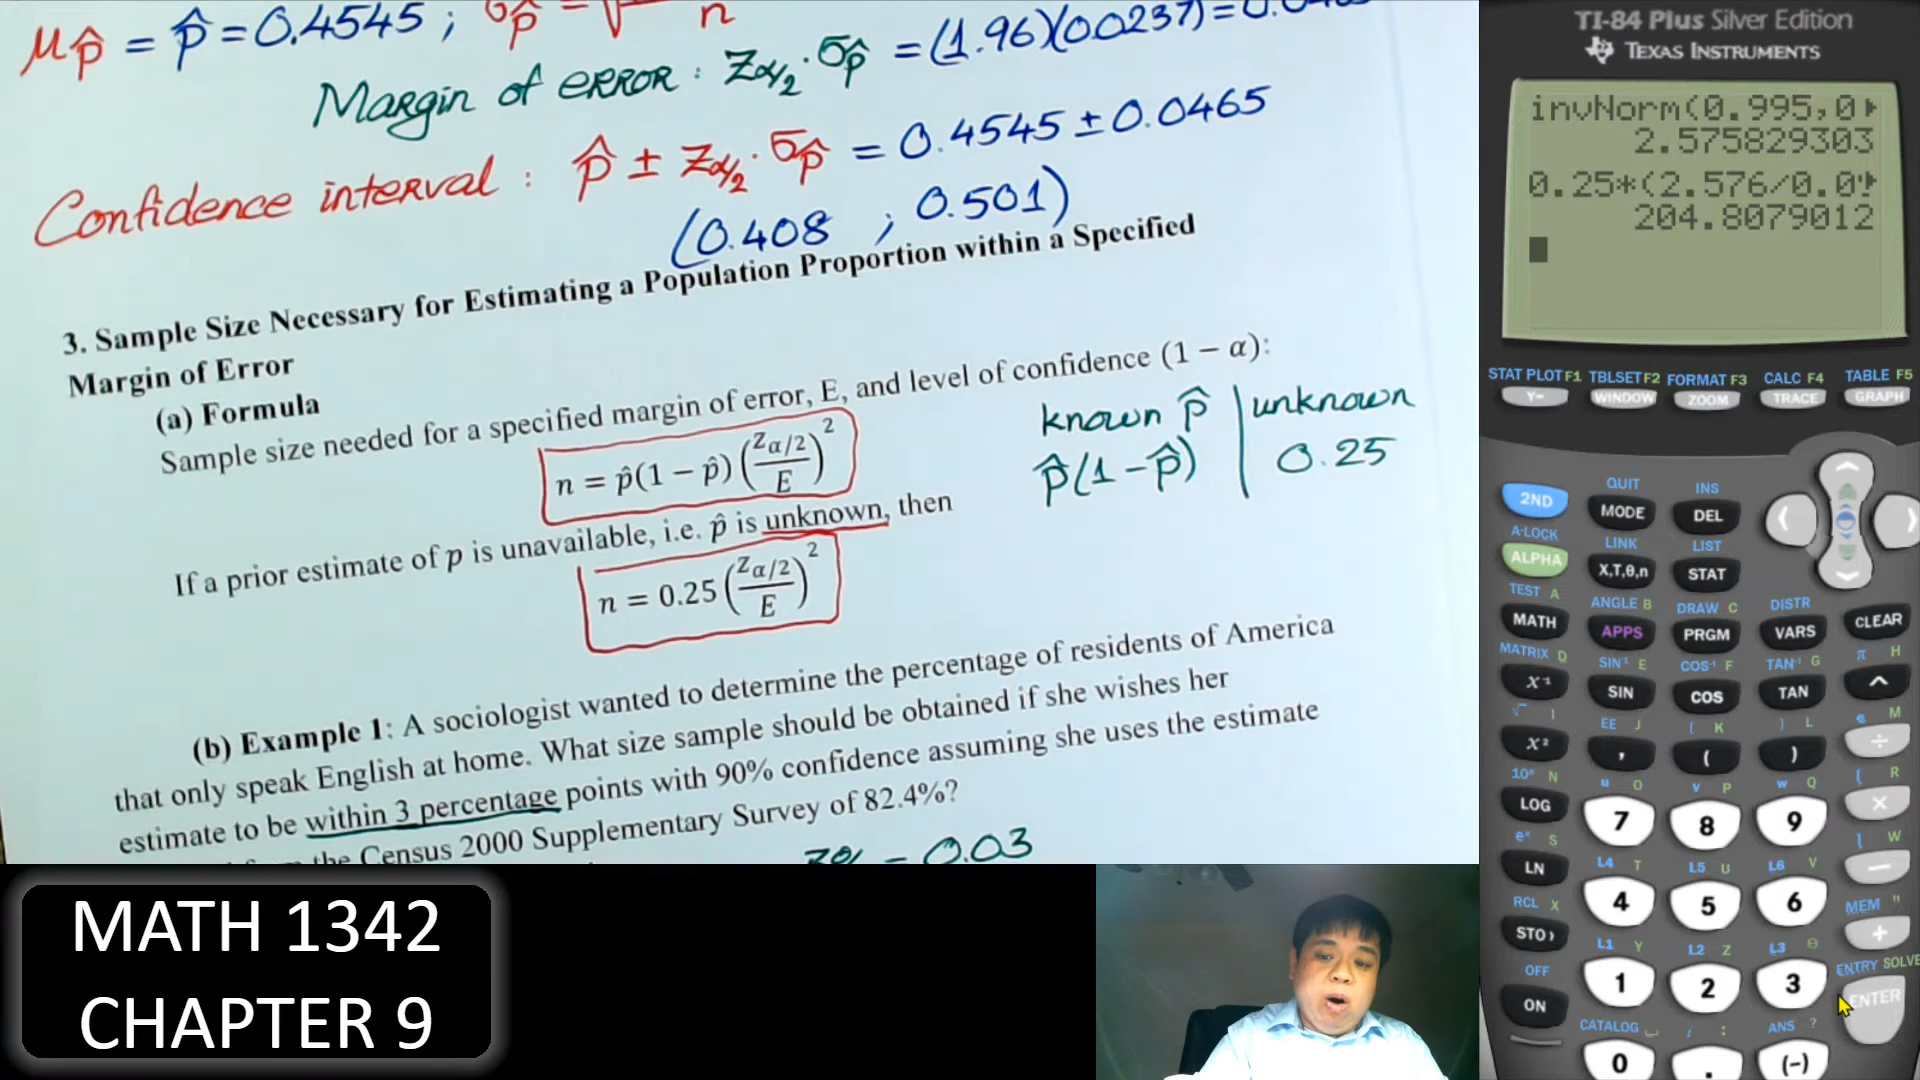 μp̂ = p̂ = 0.4545 ; σp̂ = √ n
Margin of ERROR : Zα/2 · σp̂ = (1.96)(0.0237) =
Confidence interval : p̂ ± Zα/2 · σp̂ = 0.4545 ± 0.0465
(0.408 ; 0.501)
3. Sample Size Necessary for Estimating a Population Proportion within a Specified
Margin of Error
(a) Formula
Sample size needed for a specified margin of error, E, and level of confidence (1 − α):
n = p̂(1 − p̂) (zα/2 / E)²
known p̂ | unknown
p̂(1 − p̂) | 0.25
If a prior estimate of p is unavailable, i.e. p̂ is unknown, then
n = 0.25 (zα/2 / E)²
(b) Example 1: A sociologist wanted to determine the percentage of residents of America
that only speak English at home. What size sample should be obtained if she wishes her
estimate to be within 3 percentage points with 90% confidence assuming she uses the estimate
the Census 2000 Supplementary Survey of 82.4%?
3% = 0.03
MATH 1342
CHAPTER 9
TI-84 Plus Silver Edition
TEXAS INSTRUMENTS
invNorm(0.995,0
2.575829303
0.25*(2.576/0.0
204.8079012
STAT PLOT F1 TBLSET F2 FORMAT F3 CALC F4 TABLE F5
Y= WINDOW ZOOM TRACE GRAPH
QUIT INS
2ND MODE DEL
A-LOCK LINK LIST
ALPHA X,T,θ,n STAT
TEST A ANGLE B DRAW C DISTR
MATH APPS PRGM VARS CLEAR
MATRIX D SIN⁻¹ E COS⁻¹ F TAN⁻¹ G π H
x⁻¹ SIN COS TAN ^
√ I EE J { K } L e M
x² , ( ) ÷
10ˣ N u O v P w Q [ R
LOG 7 8 9 ×
eˣ S L4 T L5 U L6 V ] W
LN 4 5 6 −
RCL X L1 Y L2 Z L3 θ MEM "
STO› 1 2 3 +
OFF ENTRY SOLVE
ON ENTER
CATALOG ⎵ i : ANS ?
0 . (-)